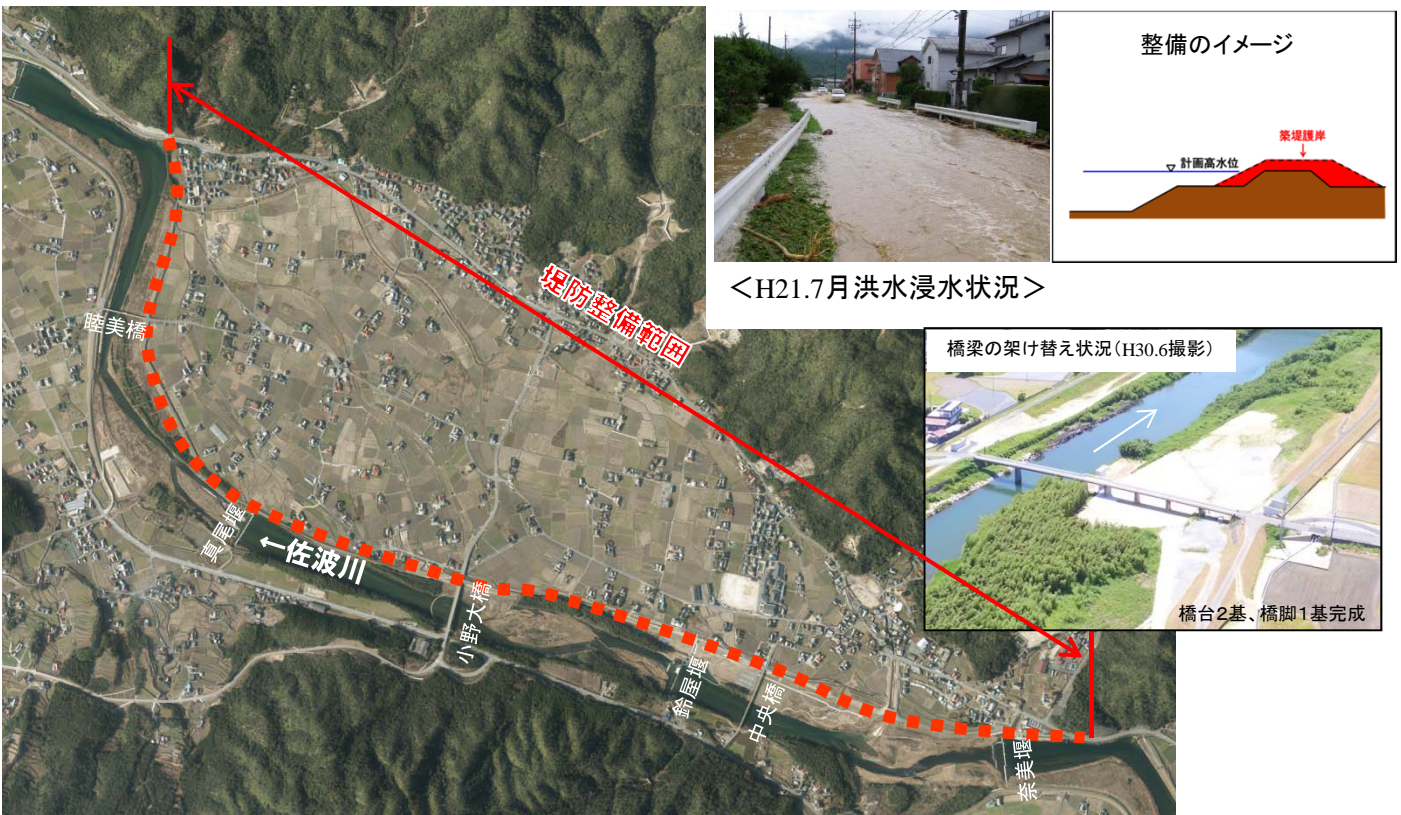 整備のイメージ
築堤護岸
計画高水位
<H21.7月洪水浸水状況>
堤防整備範囲
睦美橋
橋梁の架け替え状況(H30.6撮影)
橋台2基、橋脚1基完成
真尾堰
←佐波川
小野大橋
鈴屋堰
中央橋
奈美堰